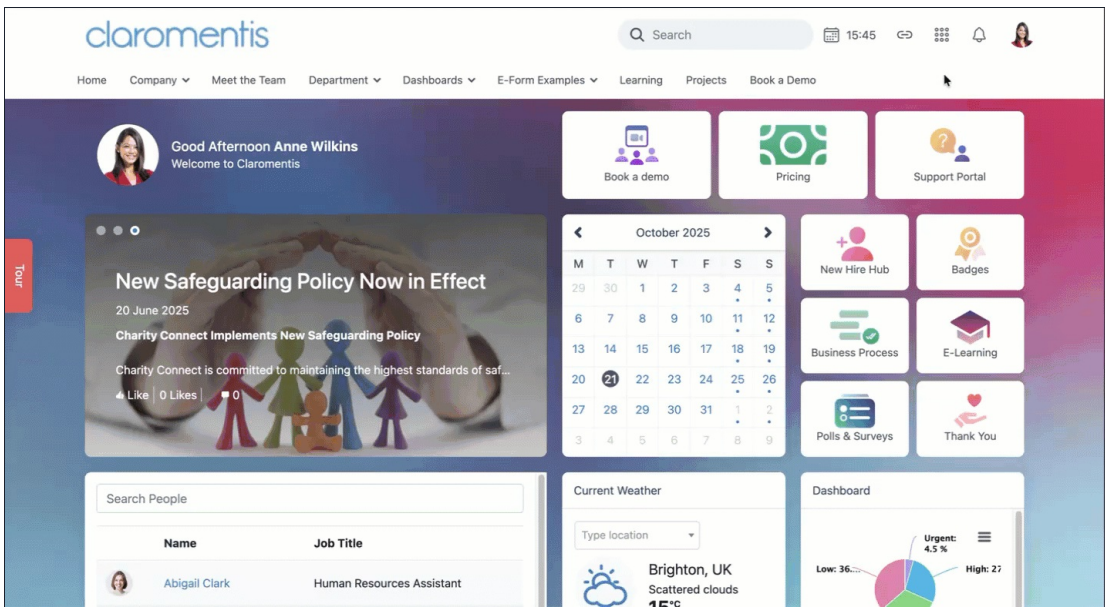 claromentis
Search
15:45
Home Company Meet the Team Department Dashboards E-Form Examples Learning Projects Book a Demo
Good Afternoon Anne Wilkins
Welcome to Claromentis
Book a demo
Pricing
Support Portal
Tour
New Safeguarding Policy Now in Effect
20 June 2025
Charity Connect Implements New Safeguarding Policy
Charity Connect is committed to maintaining the highest standards of saf...
Like 0 Likes 0
October 2025
M T W T F S S
29 30 1 2 3 4 5
6 7 8 9 10 11 12
13 14 15 16 17 18 19
20 21 22 23 24 25 26
27 28 29 30 31 1 2
3 4 5 6 7 8 9
New Hire Hub
Badges
Business Process
E-Learning
Polls & Surveys
Thank You
Search People
Name Job Title
Abigail Clark Human Resources Assistant
Current Weather
Type location
Brighton, UK
Scattered clouds
15°C
Dashboard
Urgent:
4.5 %
Low: 36....
High: 27